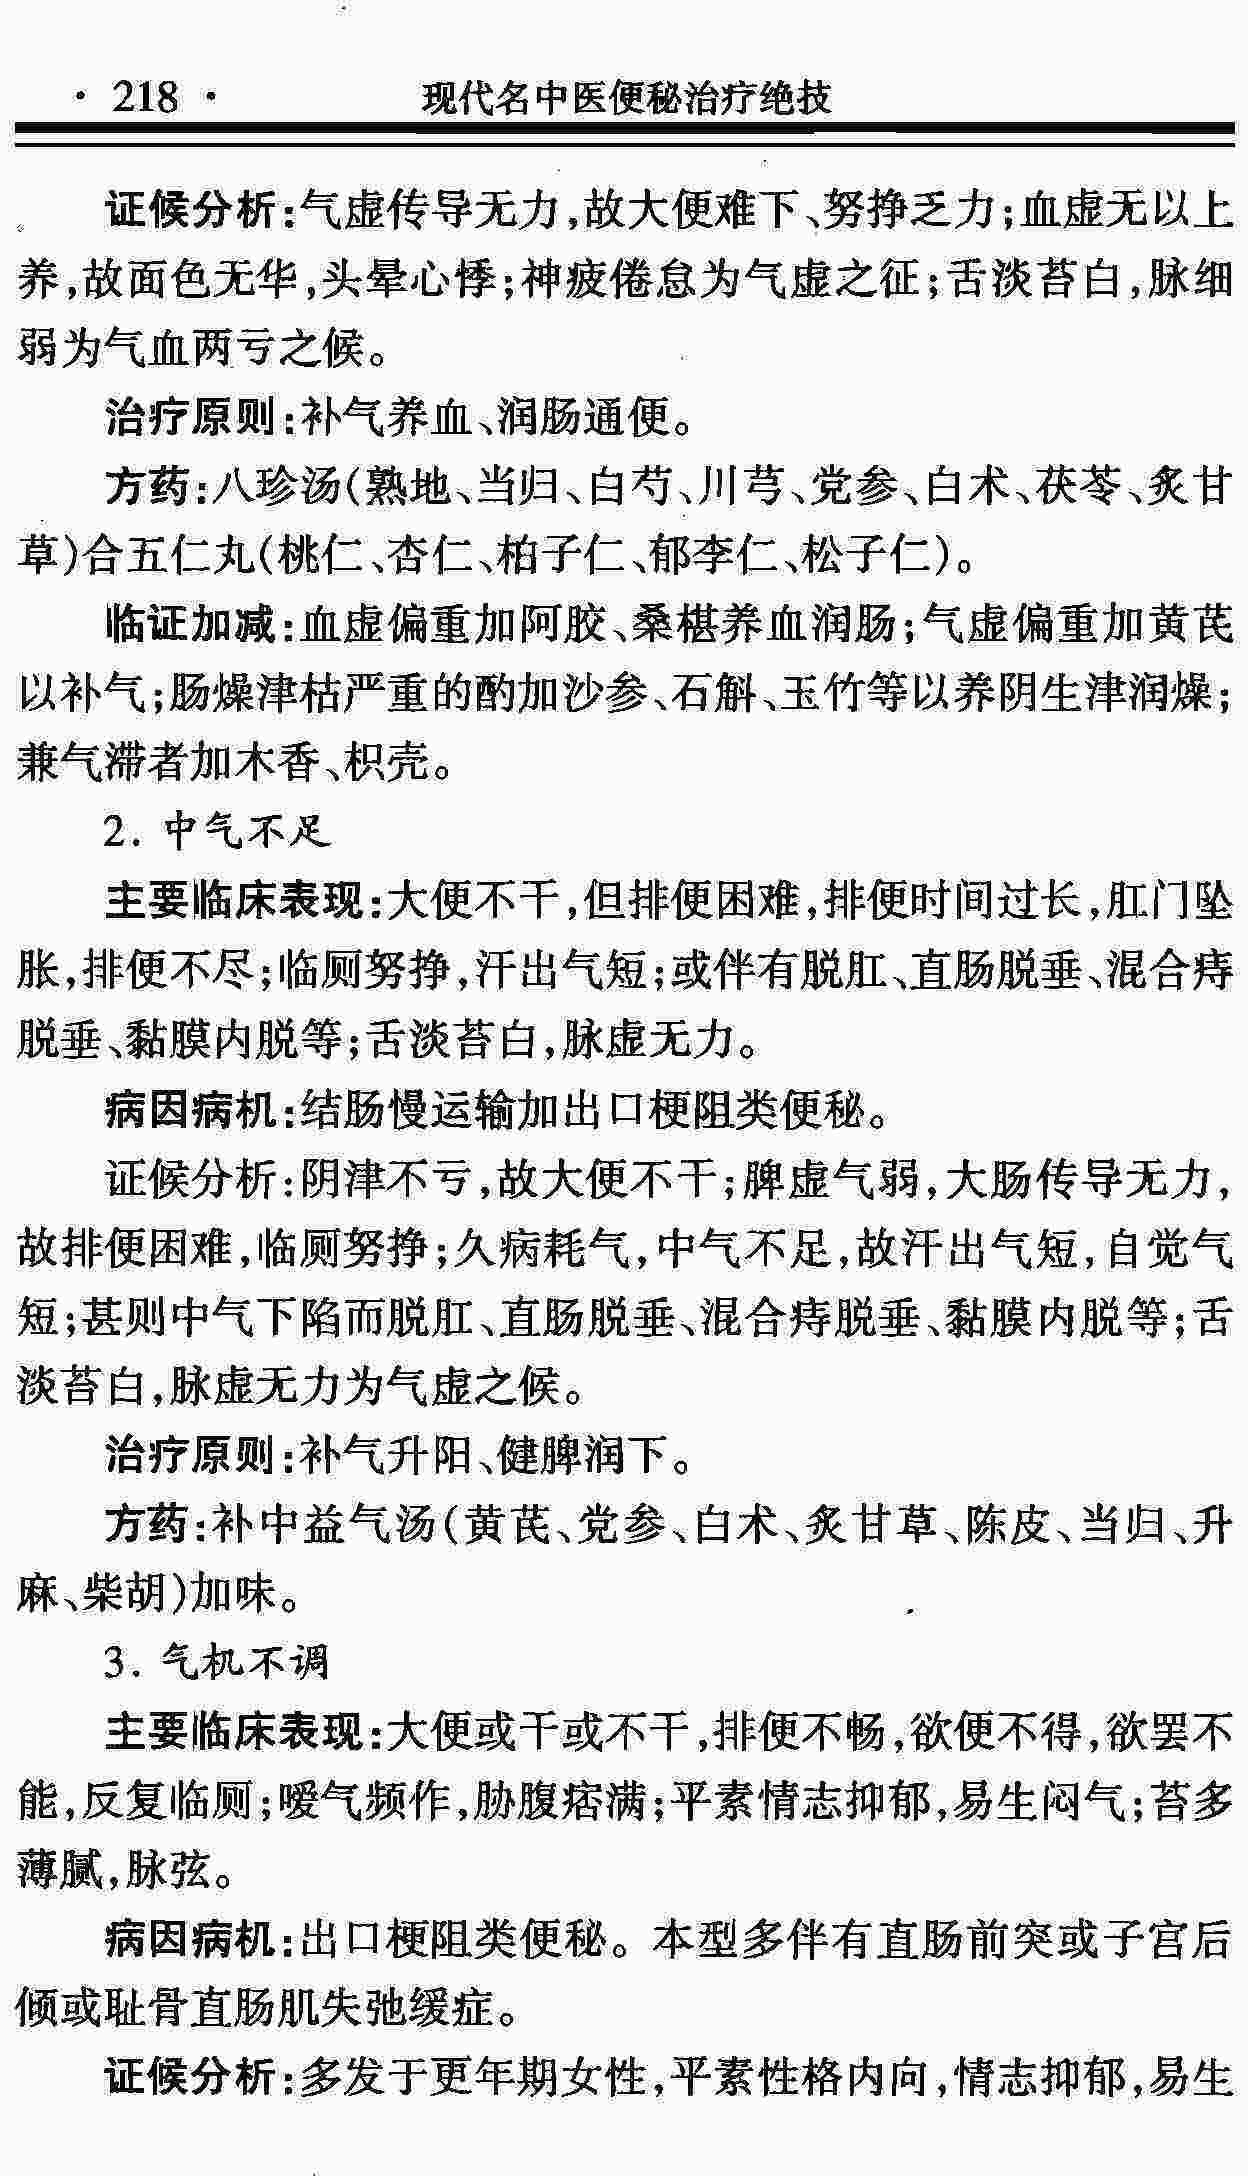 · 218 · 现代名中医便秘治疗绝技
证候分析:气虚传导无力,故大便难下、努挣乏力;血虚无以上
养,故面色无华,头晕心悸;神疲倦怠为气虚之征;舌淡苔白,脉细
弱为气血两亏之候。
治疗原则:补气养血、润肠通便。
方药:八珍汤(熟地、当归、白芍、川芎、党参、白术、茯苓、炙甘
草)合五仁丸(桃仁、杏仁、柏子仁、郁李仁、松子仁)。
临证加减:血虚偏重加阿胶、桑椹养血润肠;气虚偏重加黄芪
以补气;肠燥津枯严重的酌加沙参、石斛、玉竹等以养阴生津润燥;
兼气滞者加木香、枳壳。
2. 中气不足
主要临床表现:大便不干,但排便困难,排便时间过长,肛门坠
胀,排便不尽;临厕努挣,汗出气短;或伴有脱肛、直肠脱垂、混合痔
脱垂、黏膜内脱等;舌淡苔白,脉虚无力。
病因病机:结肠慢运输加出口梗阻类便秘。
证候分析:阴津不亏,故大便不干;脾虚气弱,大肠传导无力,
故排便困难,临厕努挣;久病耗气,中气不足,故汗出气短,自觉气
短;甚则中气下陷而脱肛、直肠脱垂、混合痔脱垂、黏膜内脱等;舌
淡苔白,脉虚无力为气虚之候。
治疗原则:补气升阳、健脾润下。
方药:补中益气汤(黄芪、党参、白术、炙甘草、陈皮、当归、升
麻、柴胡)加味。
3. 气机不调
主要临床表现:大便或干或不干,排便不畅,欲便不得,欲罢不
能,反复临厕;嗳气频作,胁腹痞满;平素情志抑郁,易生闷气;苔多
薄腻,脉弦。
病因病机:出口梗阻类便秘。本型多伴有直肠前突或子宫后
倾或耻骨直肠肌失弛缓症。
证候分析:多发于更年期女性,平素性格内向,情志抑郁,易生